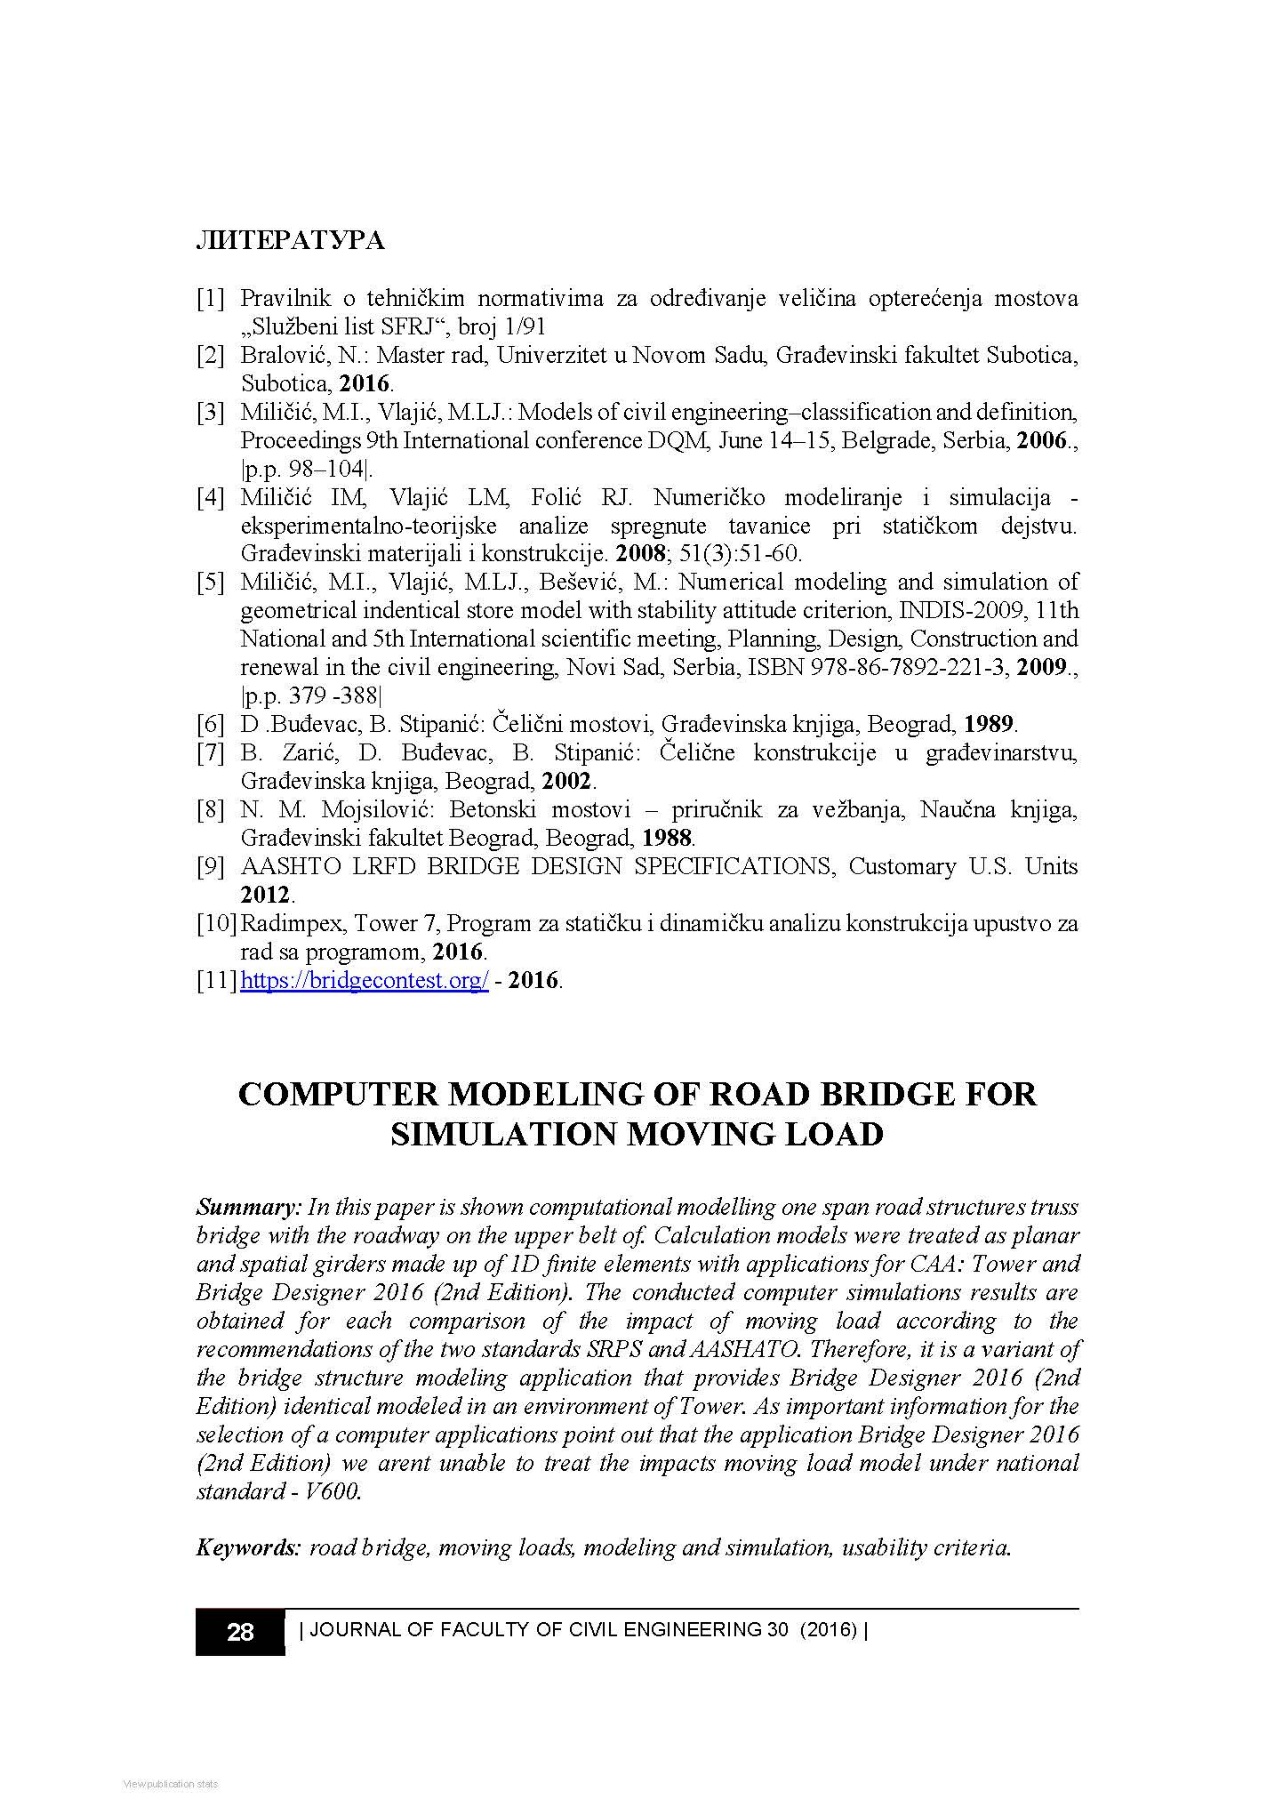 ЛИТЕРАТУРА
[1] Pravilnik o tehničkim normativima za određivanje veličina opterećenja mostova
„Službeni list SFRJ“, broj 1/91
[2] Bralović, N.: Master rad, Univerzitet u Novom Sadu, Građevinski fakultet Subotica,
Subotica, 2016.
[3] Miličić, M.I., Vlajić, M.LJ.: Models of civil engineering–classification and definition,
Proceedings 9th International conference DQM, June 14–15, Belgrade, Serbia, 2006.,
|p.p. 98–104|.
[4] Miličić IM, Vlajić LM, Folić RJ. Numeričko modeliranje i simulacija -
eksperimentalno-teorijske analize spregnute tavanice pri statičkom dejstvu.
Građevinski materijali i konstrukcije. 2008; 51(3):51-60.
[5] Miličić, M.I., Vlajić, M.LJ., Bešević, M.: Numerical modeling and simulation of
geometrical indentical store model with stability attitude criterion, INDIS-2009, 11th
National and 5th International scientific meeting, Planning, Design, Construction and
renewal in the civil engineering, Novi Sad, Serbia, ISBN 978-86-7892-221-3, 2009.,
|p.p. 379 -388|
[6] D .Buđevac, B. Stipanić: Čelični mostovi, Građevinska knjiga, Beograd, 1989.
[7] B. Zarić, D. Buđevac, B. Stipanić: Čelične konstrukcije u građevinarstvu,
Građevinska knjiga, Beograd, 2002.
[8] N. M. Mojsilović: Betonski mostovi – priručnik za vežbanja, Naučna knjiga,
Građevinski fakultet Beograd, Beograd, 1988.
[9] AASHTO LRFD BRIDGE DESIGN SPECIFICATIONS, Customary U.S. Units
2012.
[10] Radimpex, Tower 7, Program za statičku i dinamičku analizu konstrukcija upustvo za
rad sa programom, 2016.
[11] https://bridgecontest.org/ - 2016.
COMPUTER MODELING OF ROAD BRIDGE FOR
SIMULATION MOVING LOAD
Summary: In this paper is shown computational modelling one span road structures truss
bridge with the roadway on the upper belt of. Calculation models were treated as planar
and spatial girders made up of 1D finite elements with applications for CAA: Tower and
Bridge Designer 2016 (2nd Edition). The conducted computer simulations results are
obtained for each comparison of the impact of moving load according to the
recommendations of the two standards SRPS and AASHATO. Therefore, it is a variant of
the bridge structure modeling application that provides Bridge Designer 2016 (2nd
Edition) identical modeled in an environment of Tower. As important information for the
selection of a computer applications point out that the application Bridge Designer 2016
(2nd Edition) we arent unable to treat the impacts moving load model under national
standard - V600.
Keywords: road bridge, moving loads, modeling and simulation, usability criteria.
28 | JOURNAL OF FACULTY OF CIVIL ENGINEERING 30 (2016) |
View publication stats